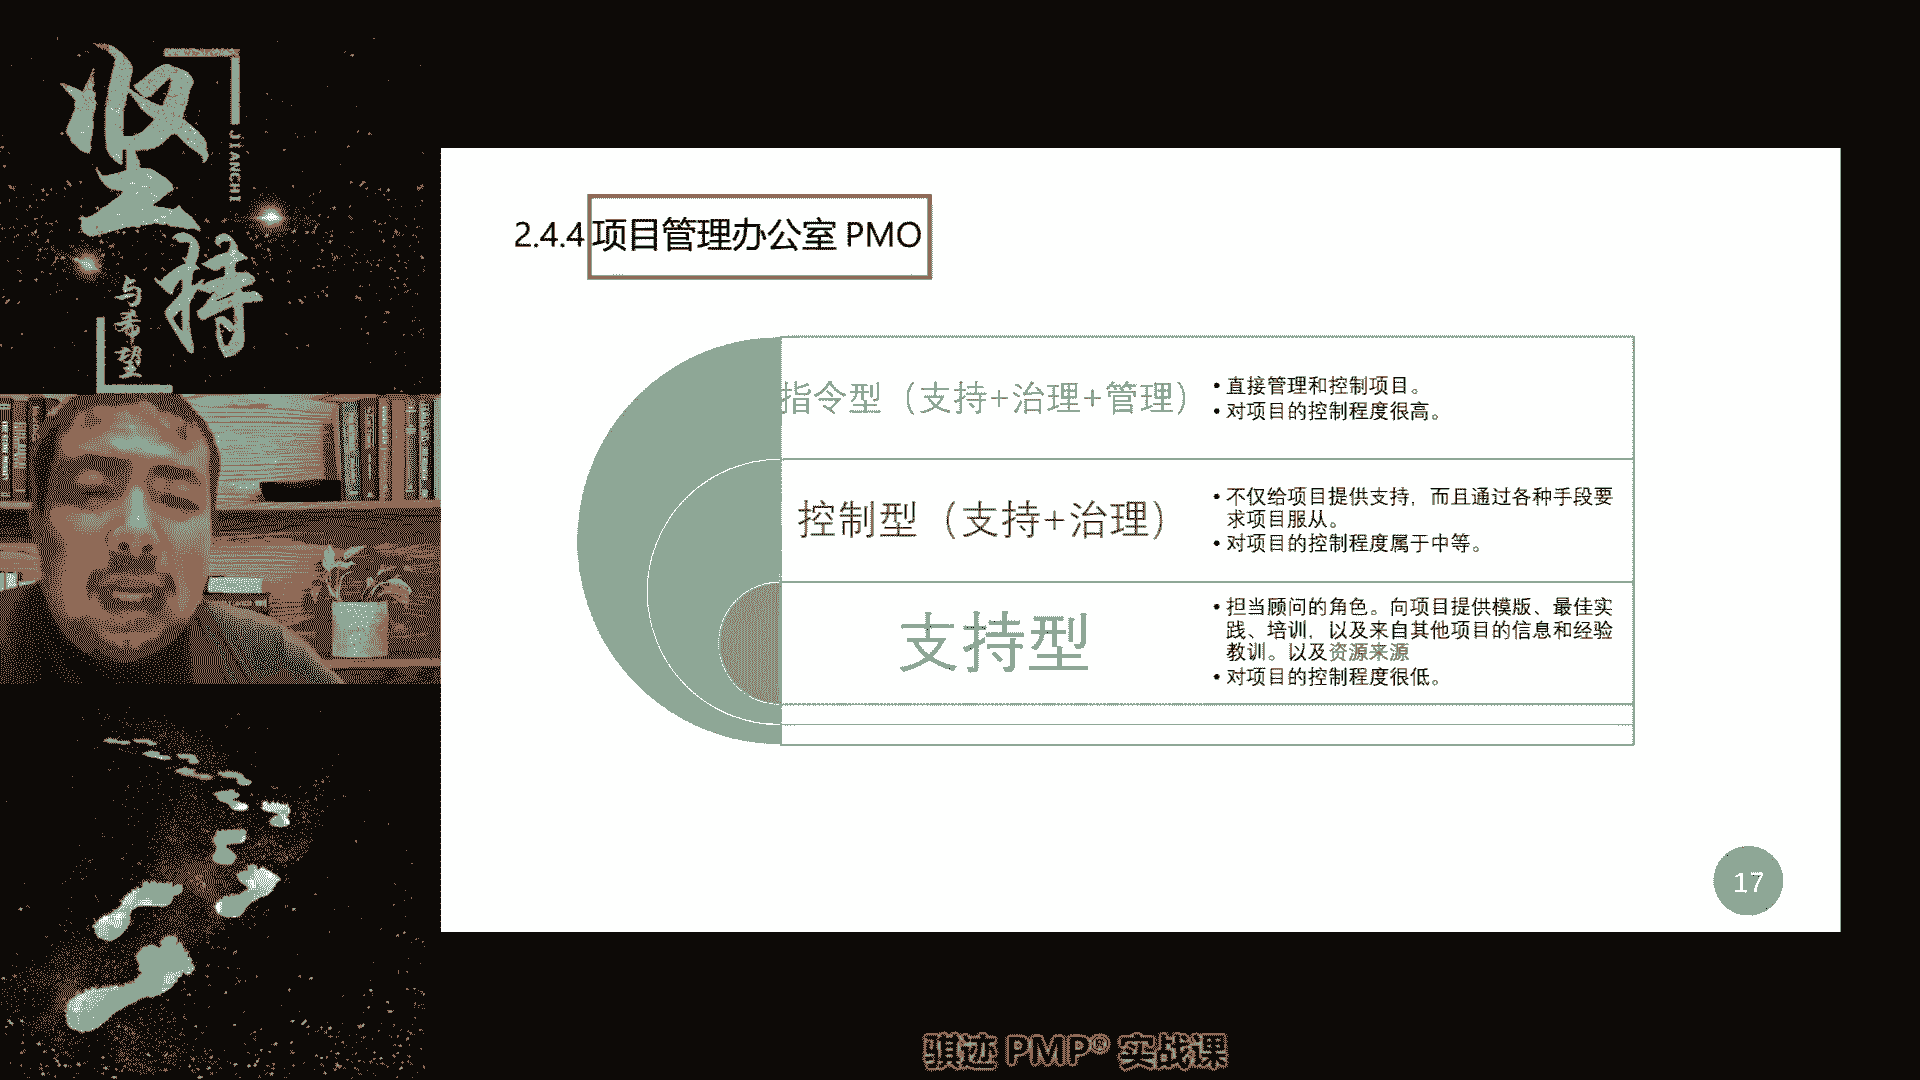 坚持
JIANCHI
与希望
2.4.4 项目管理办公室 PMO
指令型（支持+治理+管理）
• 直接管理和控制项目。
• 对项目的控制程度很高。
控制型（支持+治理）
• 不仅给项目提供支持，而且通过各种手段要
求项目服从。
• 对项目的控制程度属于中等。
支持型
• 担当顾问的角色。向项目提供模版、最佳实
践、培训，以及来自其他项目的信息和经验
教训。以及资源来源
• 对项目的控制程度很低。
17
骐迹 PMP® 实战课